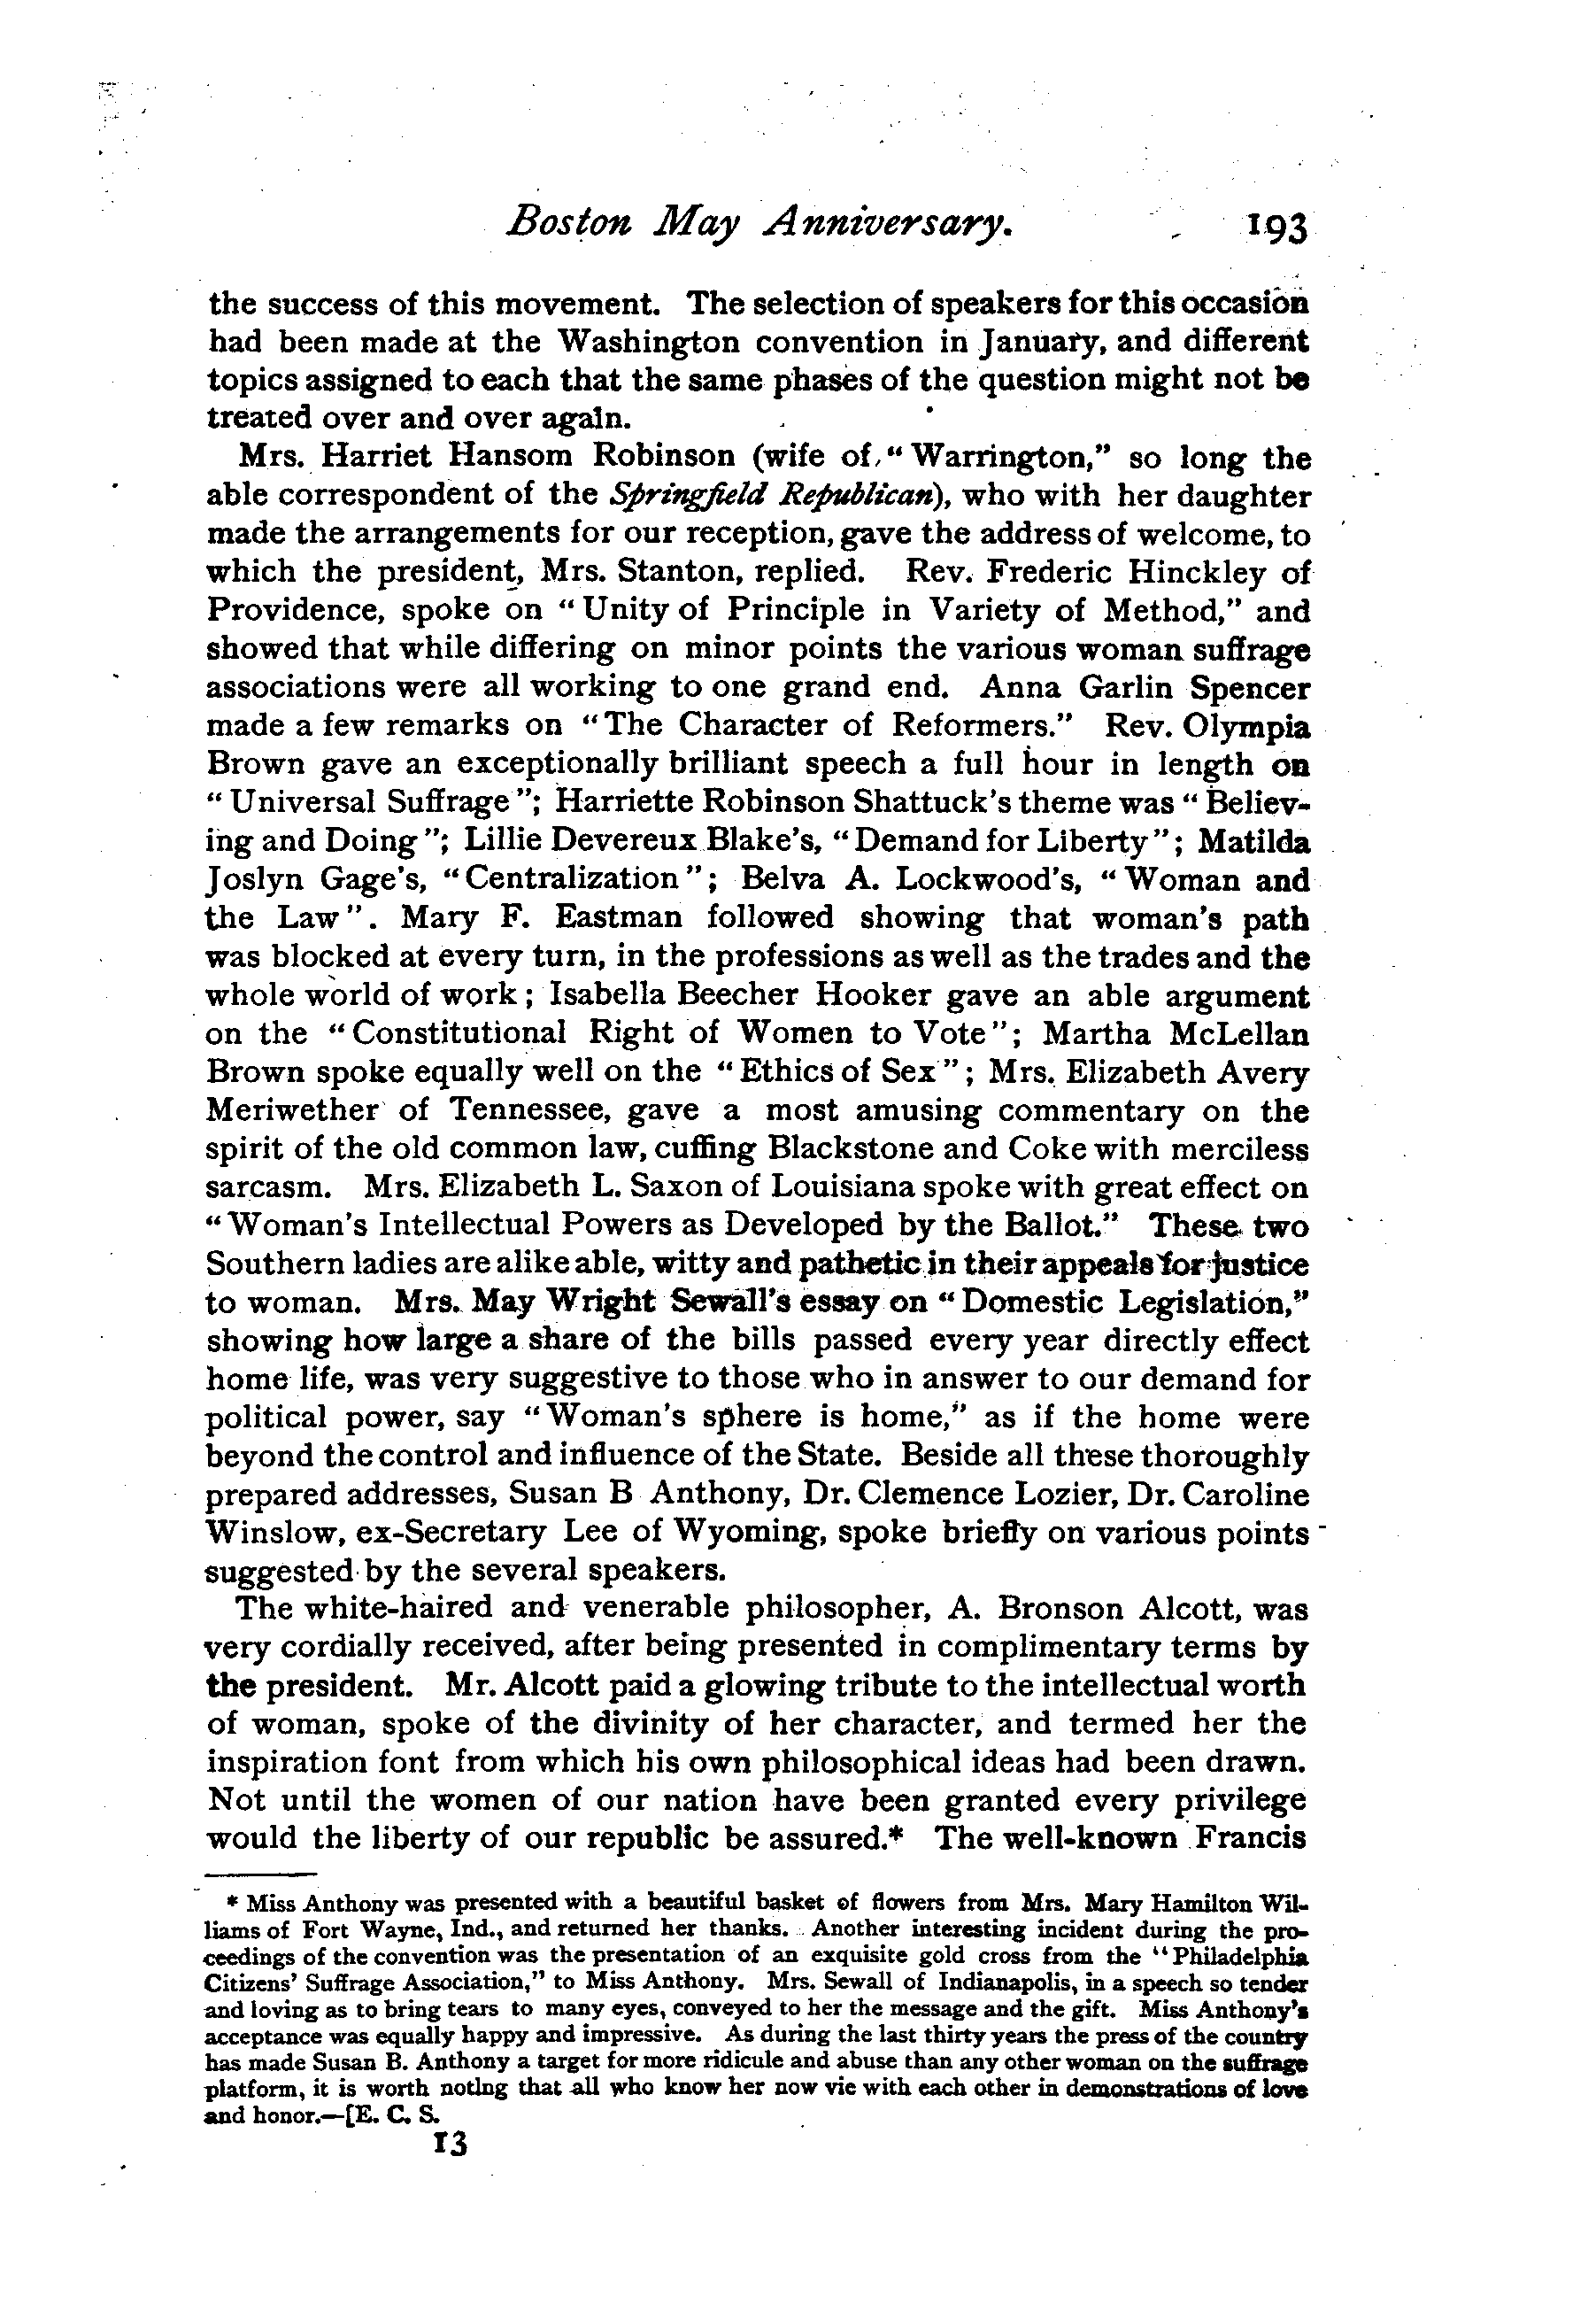 Boston May Anniversary. 193
the success of this movement. The selection of speakers for this occasion
had been made at the Washington convention in January, and different
topics assigned to each that the same phases of the question might not be
treated over and over again.
Mrs. Harriet Hansom Robinson (wife of "Warrington," so long the
able correspondent of the Springfield Republican), who with her daughter
made the arrangements for our reception, gave the address of welcome, to
which the president, Mrs. Stanton, replied. Rev. Frederic Hinckley of
Providence, spoke on "Unity of Principle in Variety of Method," and
showed that while differing on minor points the various woman suffrage
associations were all working to one grand end. Anna Garlin Spencer
made a few remarks on "The Character of Reformers." Rev. Olympia
Brown gave an exceptionally brilliant speech a full hour in length on
"Universal Suffrage"; Harriette Robinson Shattuck's theme was "Believ-
ing and Doing"; Lillie Devereux Blake's, "Demand for Liberty"; Matilda
Joslyn Gage's, "Centralization"; Belva A. Lockwood's, "Woman and
the Law". Mary F. Eastman followed showing that woman's path
was blocked at every turn, in the professions as well as the trades and the
whole world of work; Isabella Beecher Hooker gave an able argument
on the "Constitutional Right of Women to Vote"; Martha McLellan
Brown spoke equally well on the "Ethics of Sex"; Mrs. Elizabeth Avery
Meriwether of Tennessee, gave a most amusing commentary on the
spirit of the old common law, cuffing Blackstone and Coke with merciless
sarcasm. Mrs. Elizabeth L. Saxon of Louisiana spoke with great effect on
"Woman's Intellectual Powers as Developed by the Ballot." These two
Southern ladies are alike able, witty and pathetic in their appeals for justice
to woman. Mrs. May Wright Sewall's essay on "Domestic Legislation,"
showing how large a share of the bills passed every year directly effect
home life, was very suggestive to those who in answer to our demand for
political power, say "Woman's sphere is home," as if the home were
beyond the control and influence of the State. Beside all these thoroughly
prepared addresses, Susan B Anthony, Dr. Clemence Lozier, Dr. Caroline
Winslow, ex-Secretary Lee of Wyoming, spoke briefly on various points
suggested by the several speakers.
The white-haired and venerable philosopher, A. Bronson Alcott, was
very cordially received, after being presented in complimentary terms by
the president. Mr. Alcott paid a glowing tribute to the intellectual worth
of woman, spoke of the divinity of her character, and termed her the
inspiration font from which his own philosophical ideas had been drawn.
Not until the women of our nation have been granted every privilege
would the liberty of our republic be assured.* The well-known Francis
* Miss Anthony was presented with a beautiful basket of flowers from Mrs. Mary Hamilton Wil-
liams of Fort Wayne, Ind., and returned her thanks. Another interesting incident during the pro-
ceedings of the convention was the presentation of an exquisite gold cross from the "Philadelphia
Citizens' Suffrage Association," to Miss Anthony. Mrs. Sewall of Indianapolis, in a speech so tender
and loving as to bring tears to many eyes, conveyed to her the message and the gift. Miss Anthony's
acceptance was equally happy and impressive. As during the last thirty years the press of the country
has made Susan B. Anthony a target for more ridicule and abuse than any other woman on the suffrage
platform, it is worth noting that all who know her now vie with each other in demonstrations of love
and honor.—[E. C. S.
13